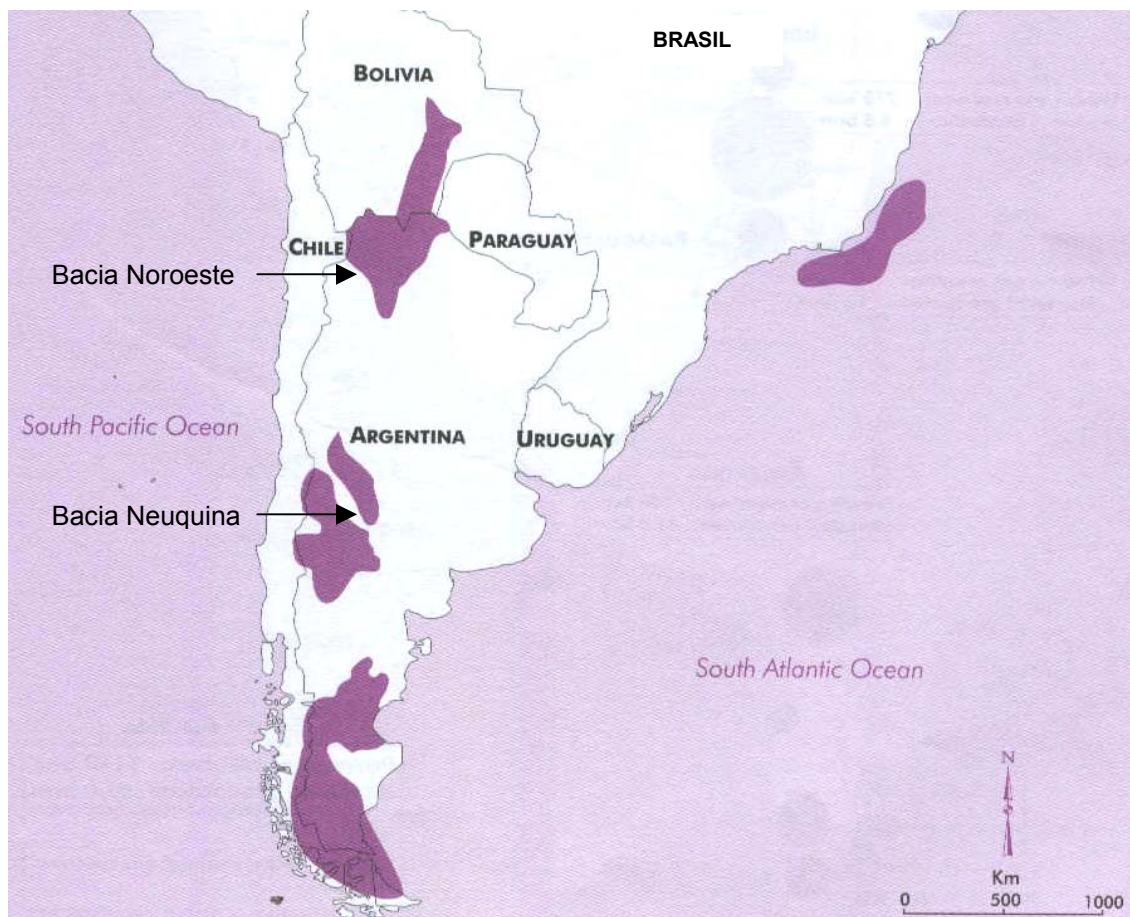 BRASIL
BOLIVIA
CHILE
PARAGUAY
Bacia Noroeste
South Pacific Ocean
ARGENTINA
URUGUAY
Bacia Neuquina
South Atlantic Ocean
N
S
Km
0 500 1000